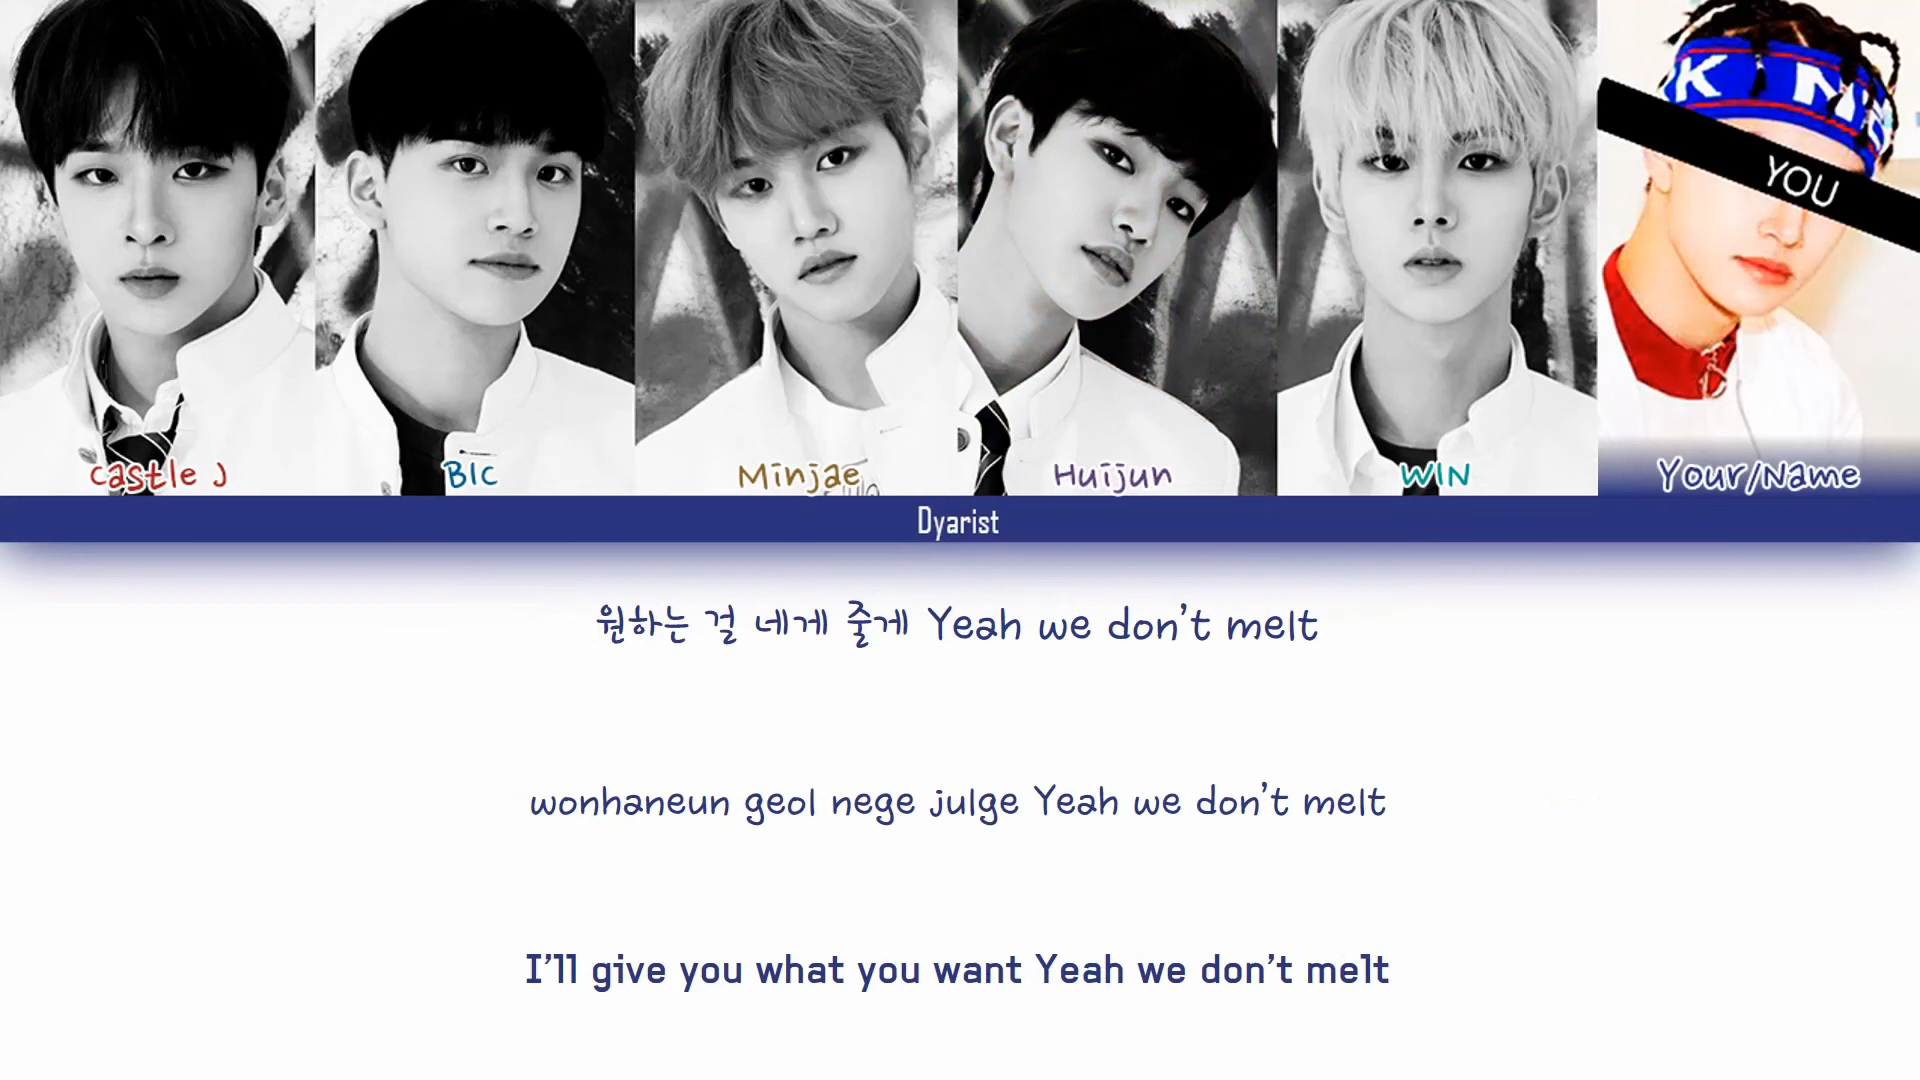 K NE
YOU
Castle J
BIC
Minjae
Huijun
WIN
Your/Name
Dyarist
원하는 걸 네게 줄게 Yeah we don't melt
wonhaneun geol nege julge Yeah we don't melt
I'll give you what you want Yeah we don't melt